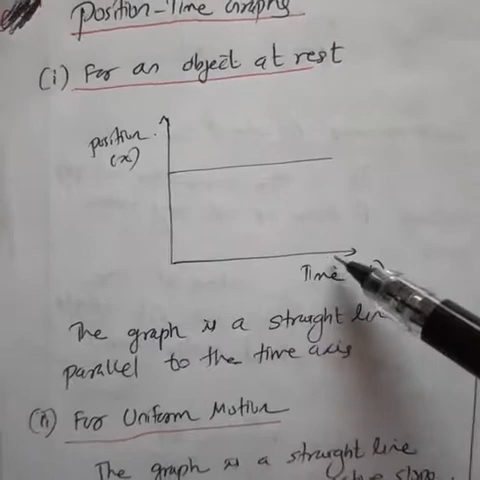 Position-Time Graphs
(i) For an object at rest
position
(x)
Time
The graph is a straight line
parallel to the time axis
(ii) For Uniform Motion
The graph is a straight line
slope